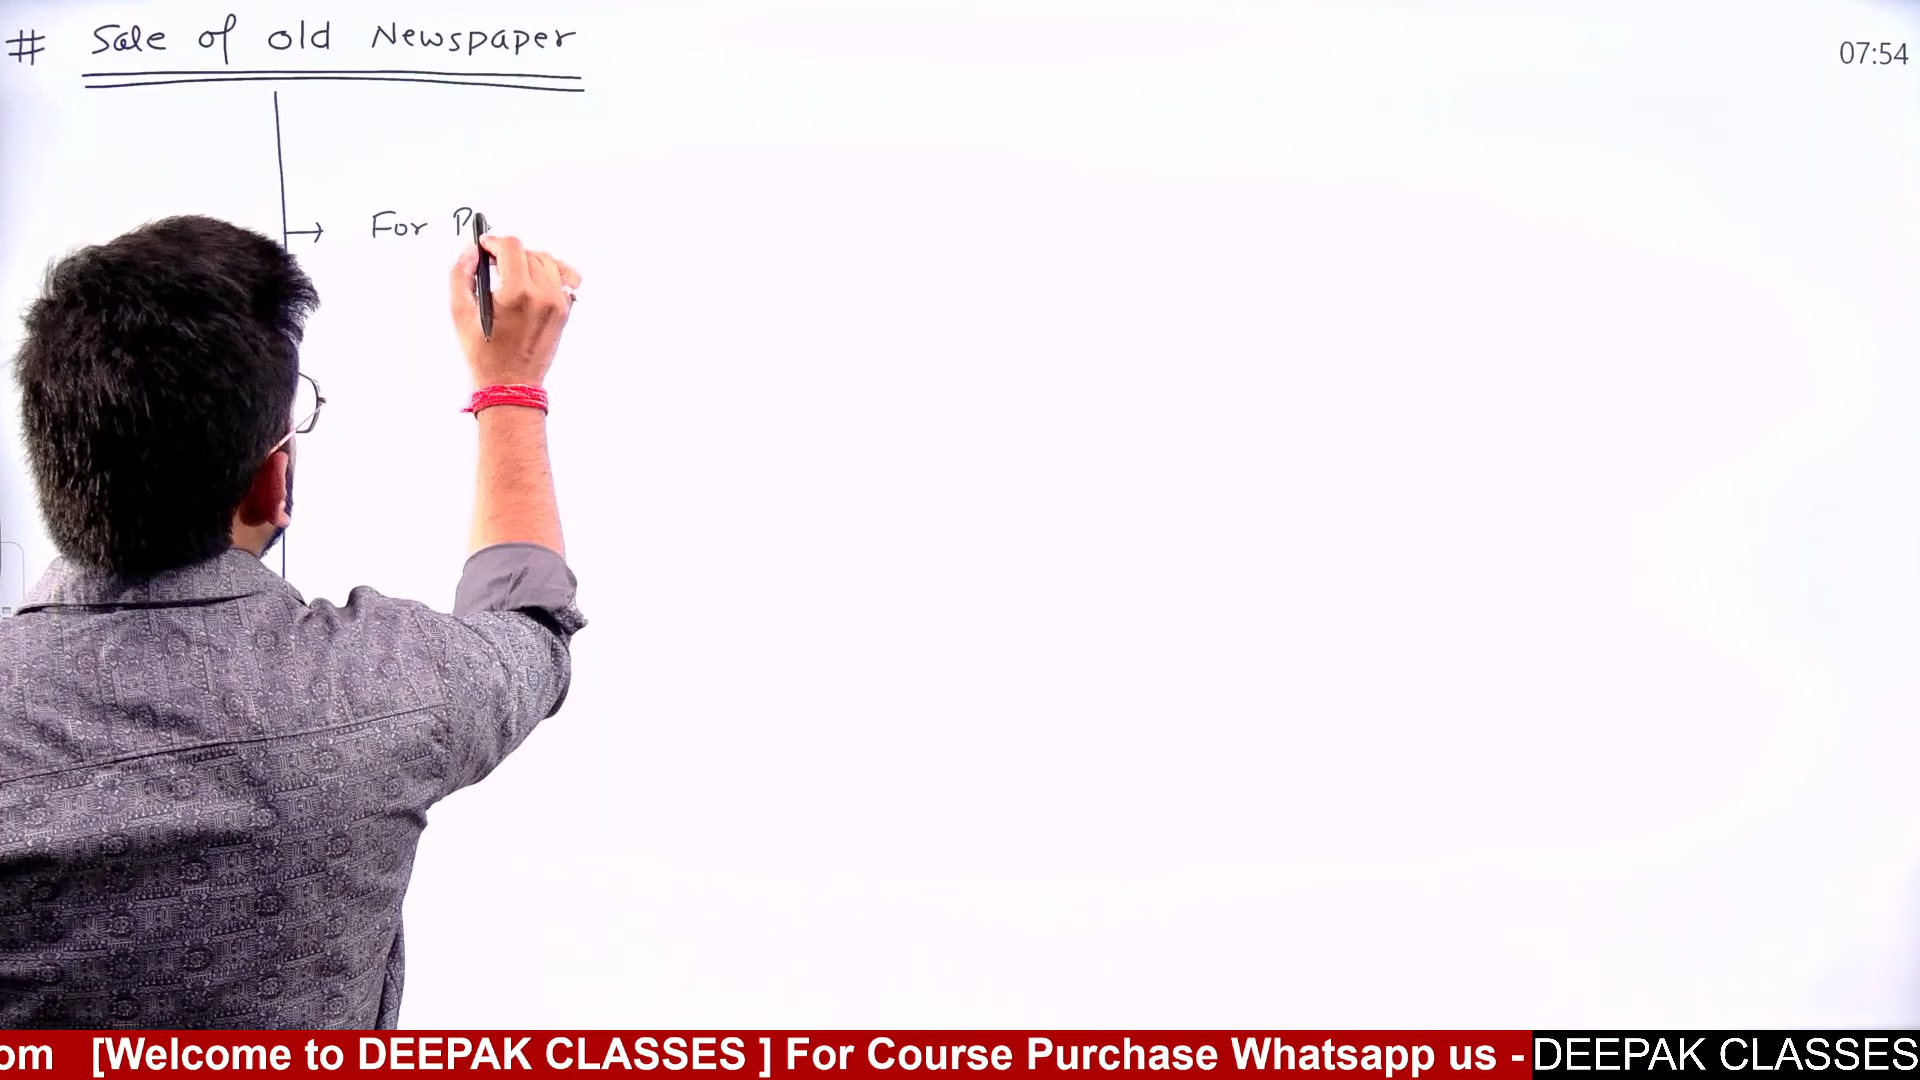 # Sale of old Newspaper
07:54
For P
om [Welcome to DEEPAK CLASSES ] For Course Purchase Whatsapp us - DEEPAK CLASSES